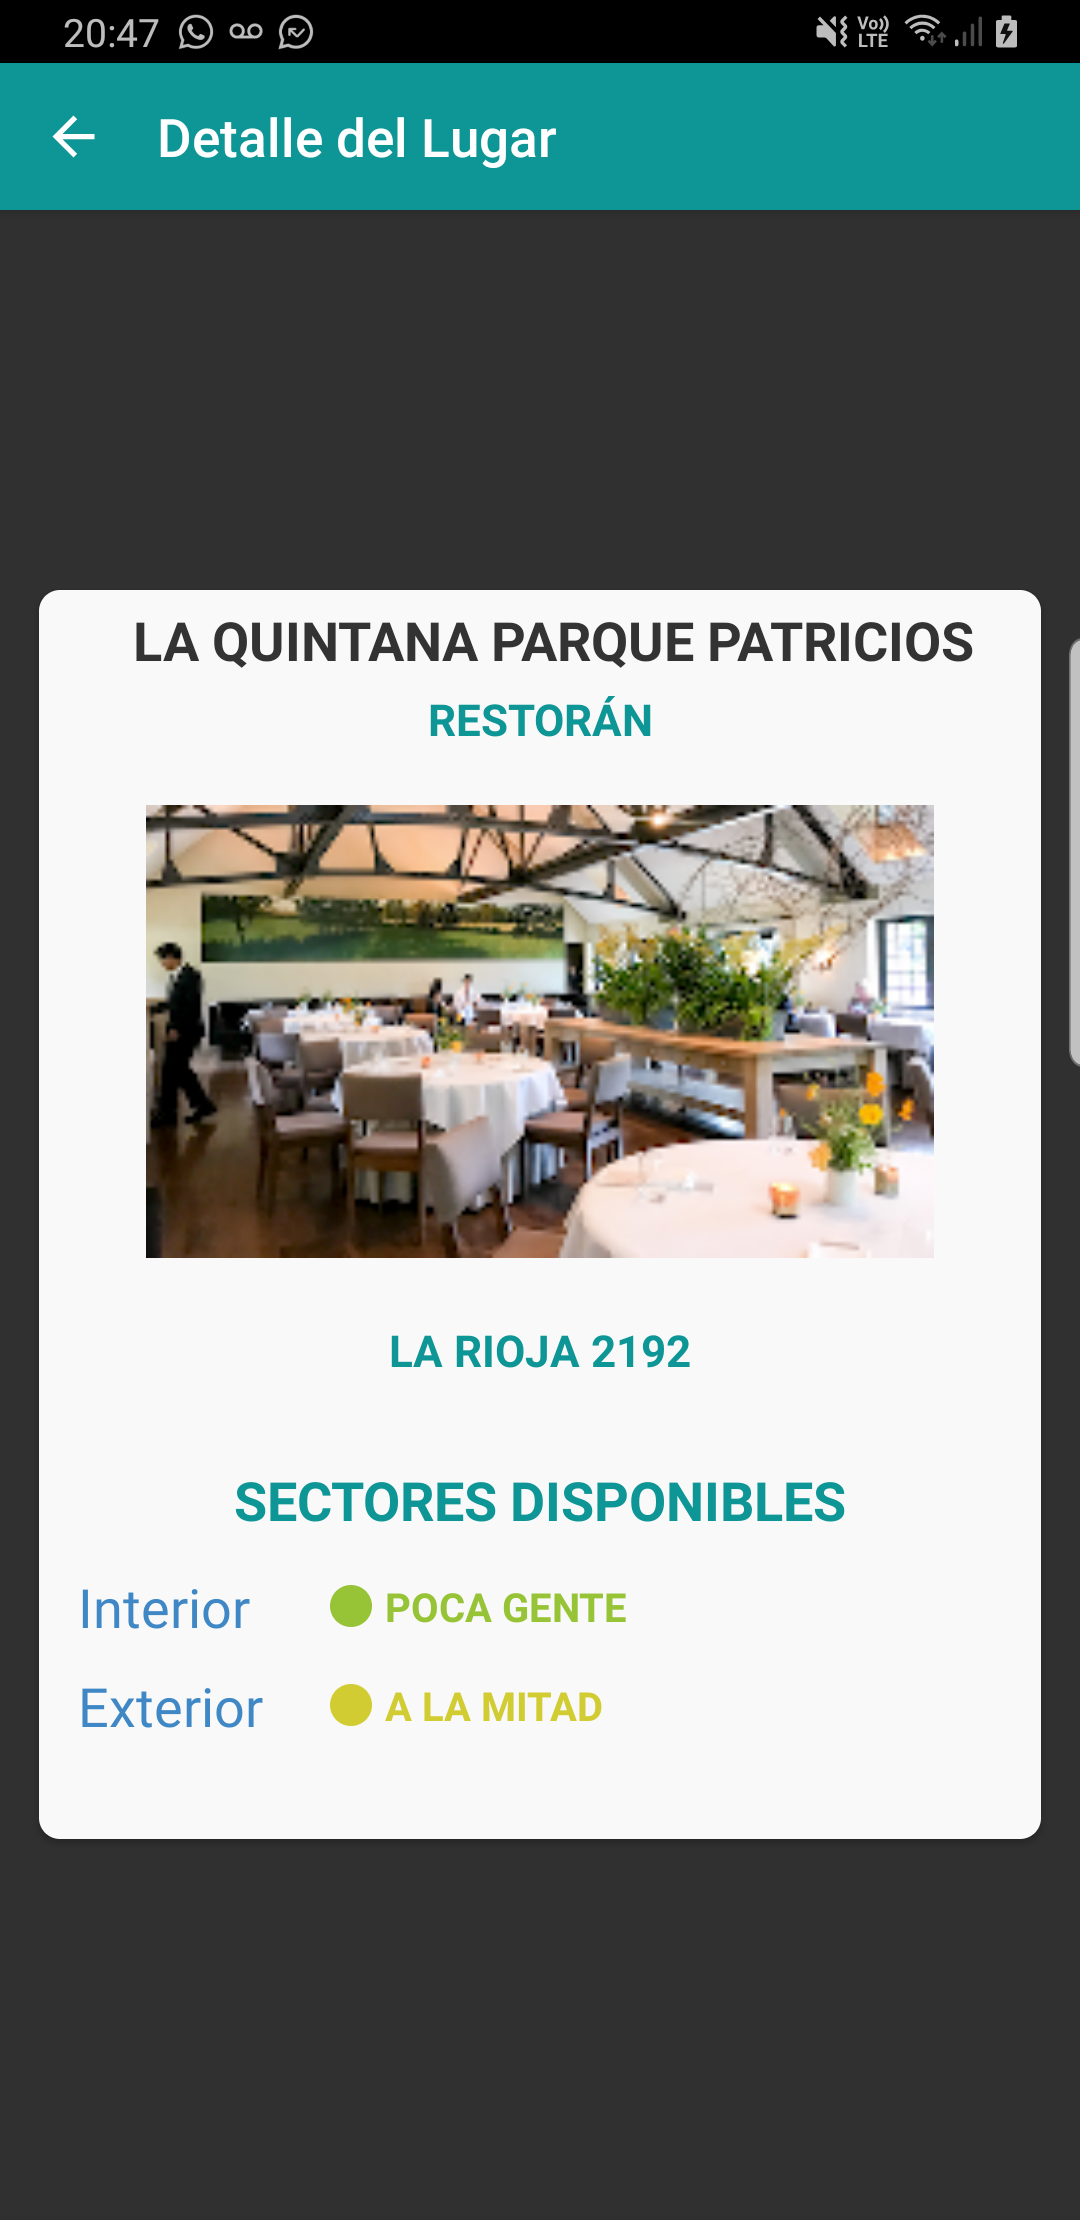 20:47
Vo)) LTE
Detalle del Lugar
LA QUINTANA PARQUE PATRICIOS
RESTORÁN
LA RIOJA 2192
SECTORES DISPONIBLES
Interior POCA GENTE
Exterior A LA MITAD